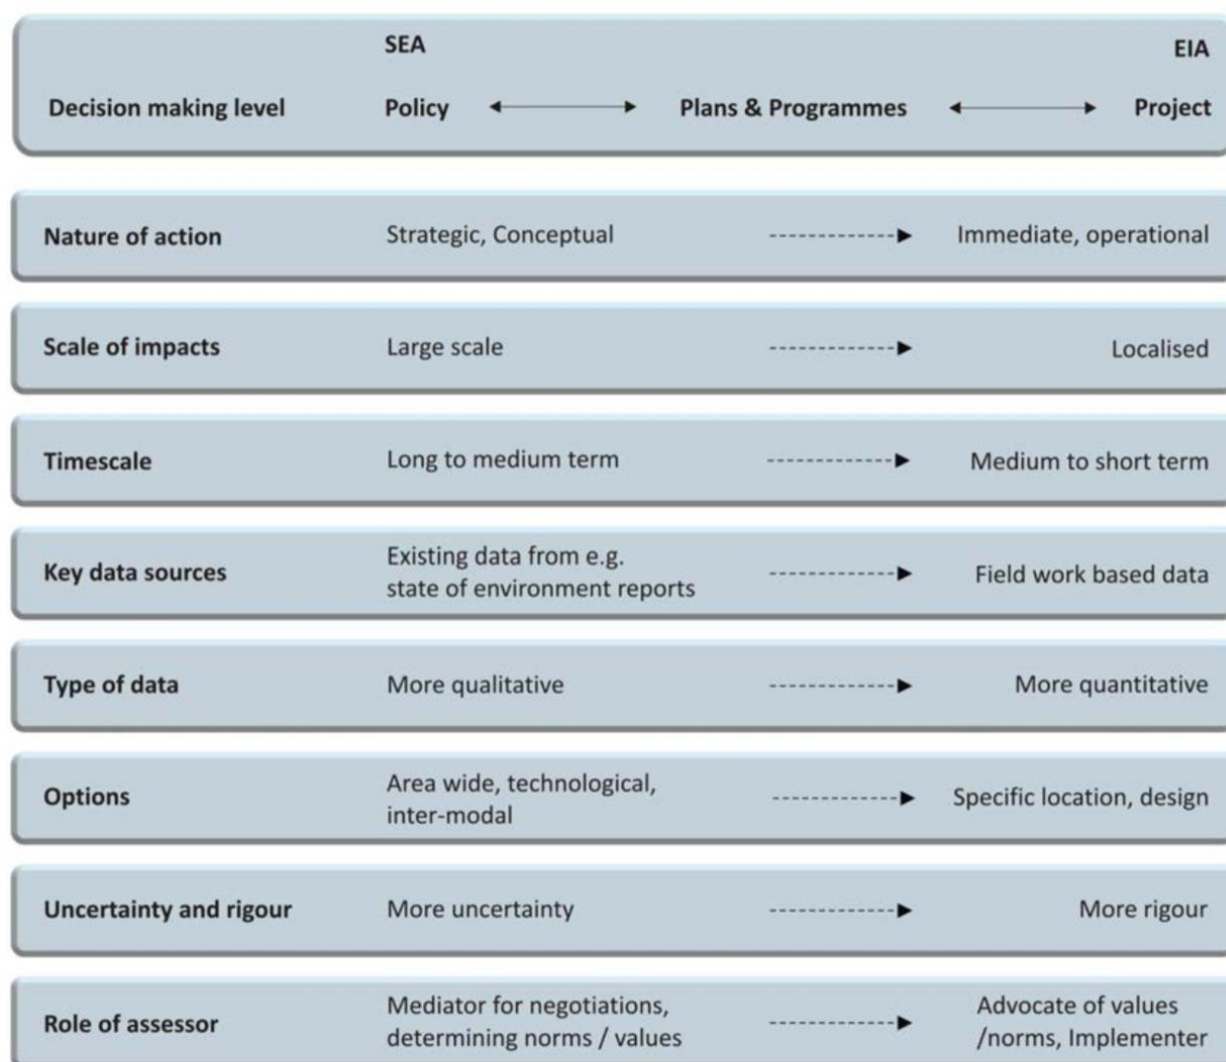 SEA EIA
Decision making level Policy Plans & Programmes Project
Nature of action Strategic, Conceptual Immediate, operational
Scale of impacts Large scale Localised
Timescale Long to medium term Medium to short term
Key data sources Existing data from e.g.
state of environment reports Field work based data
Type of data More qualitative More quantitative
Options Area wide, technological,
inter-modal Specific location, design
Uncertainty and rigour More uncertainty More rigour
Role of assessor Mediator for negotiations,
determining norms / values Advocate of values
/norms, Implementer